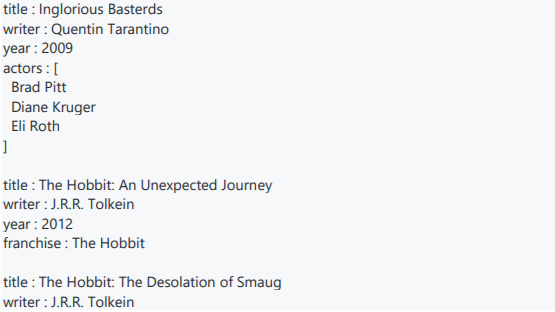 title : Inglorious Basterds
writer : Quentin Tarantino
year : 2009
actors : [
Brad Pitt
Diane Kruger
Eli Roth
]
title : The Hobbit: An Unexpected Journey
writer : J.R.R. Tolkein
year : 2012
franchise : The Hobbit
title : The Hobbit: The Desolation of Smaug
writer : J.R.R. Tolkein